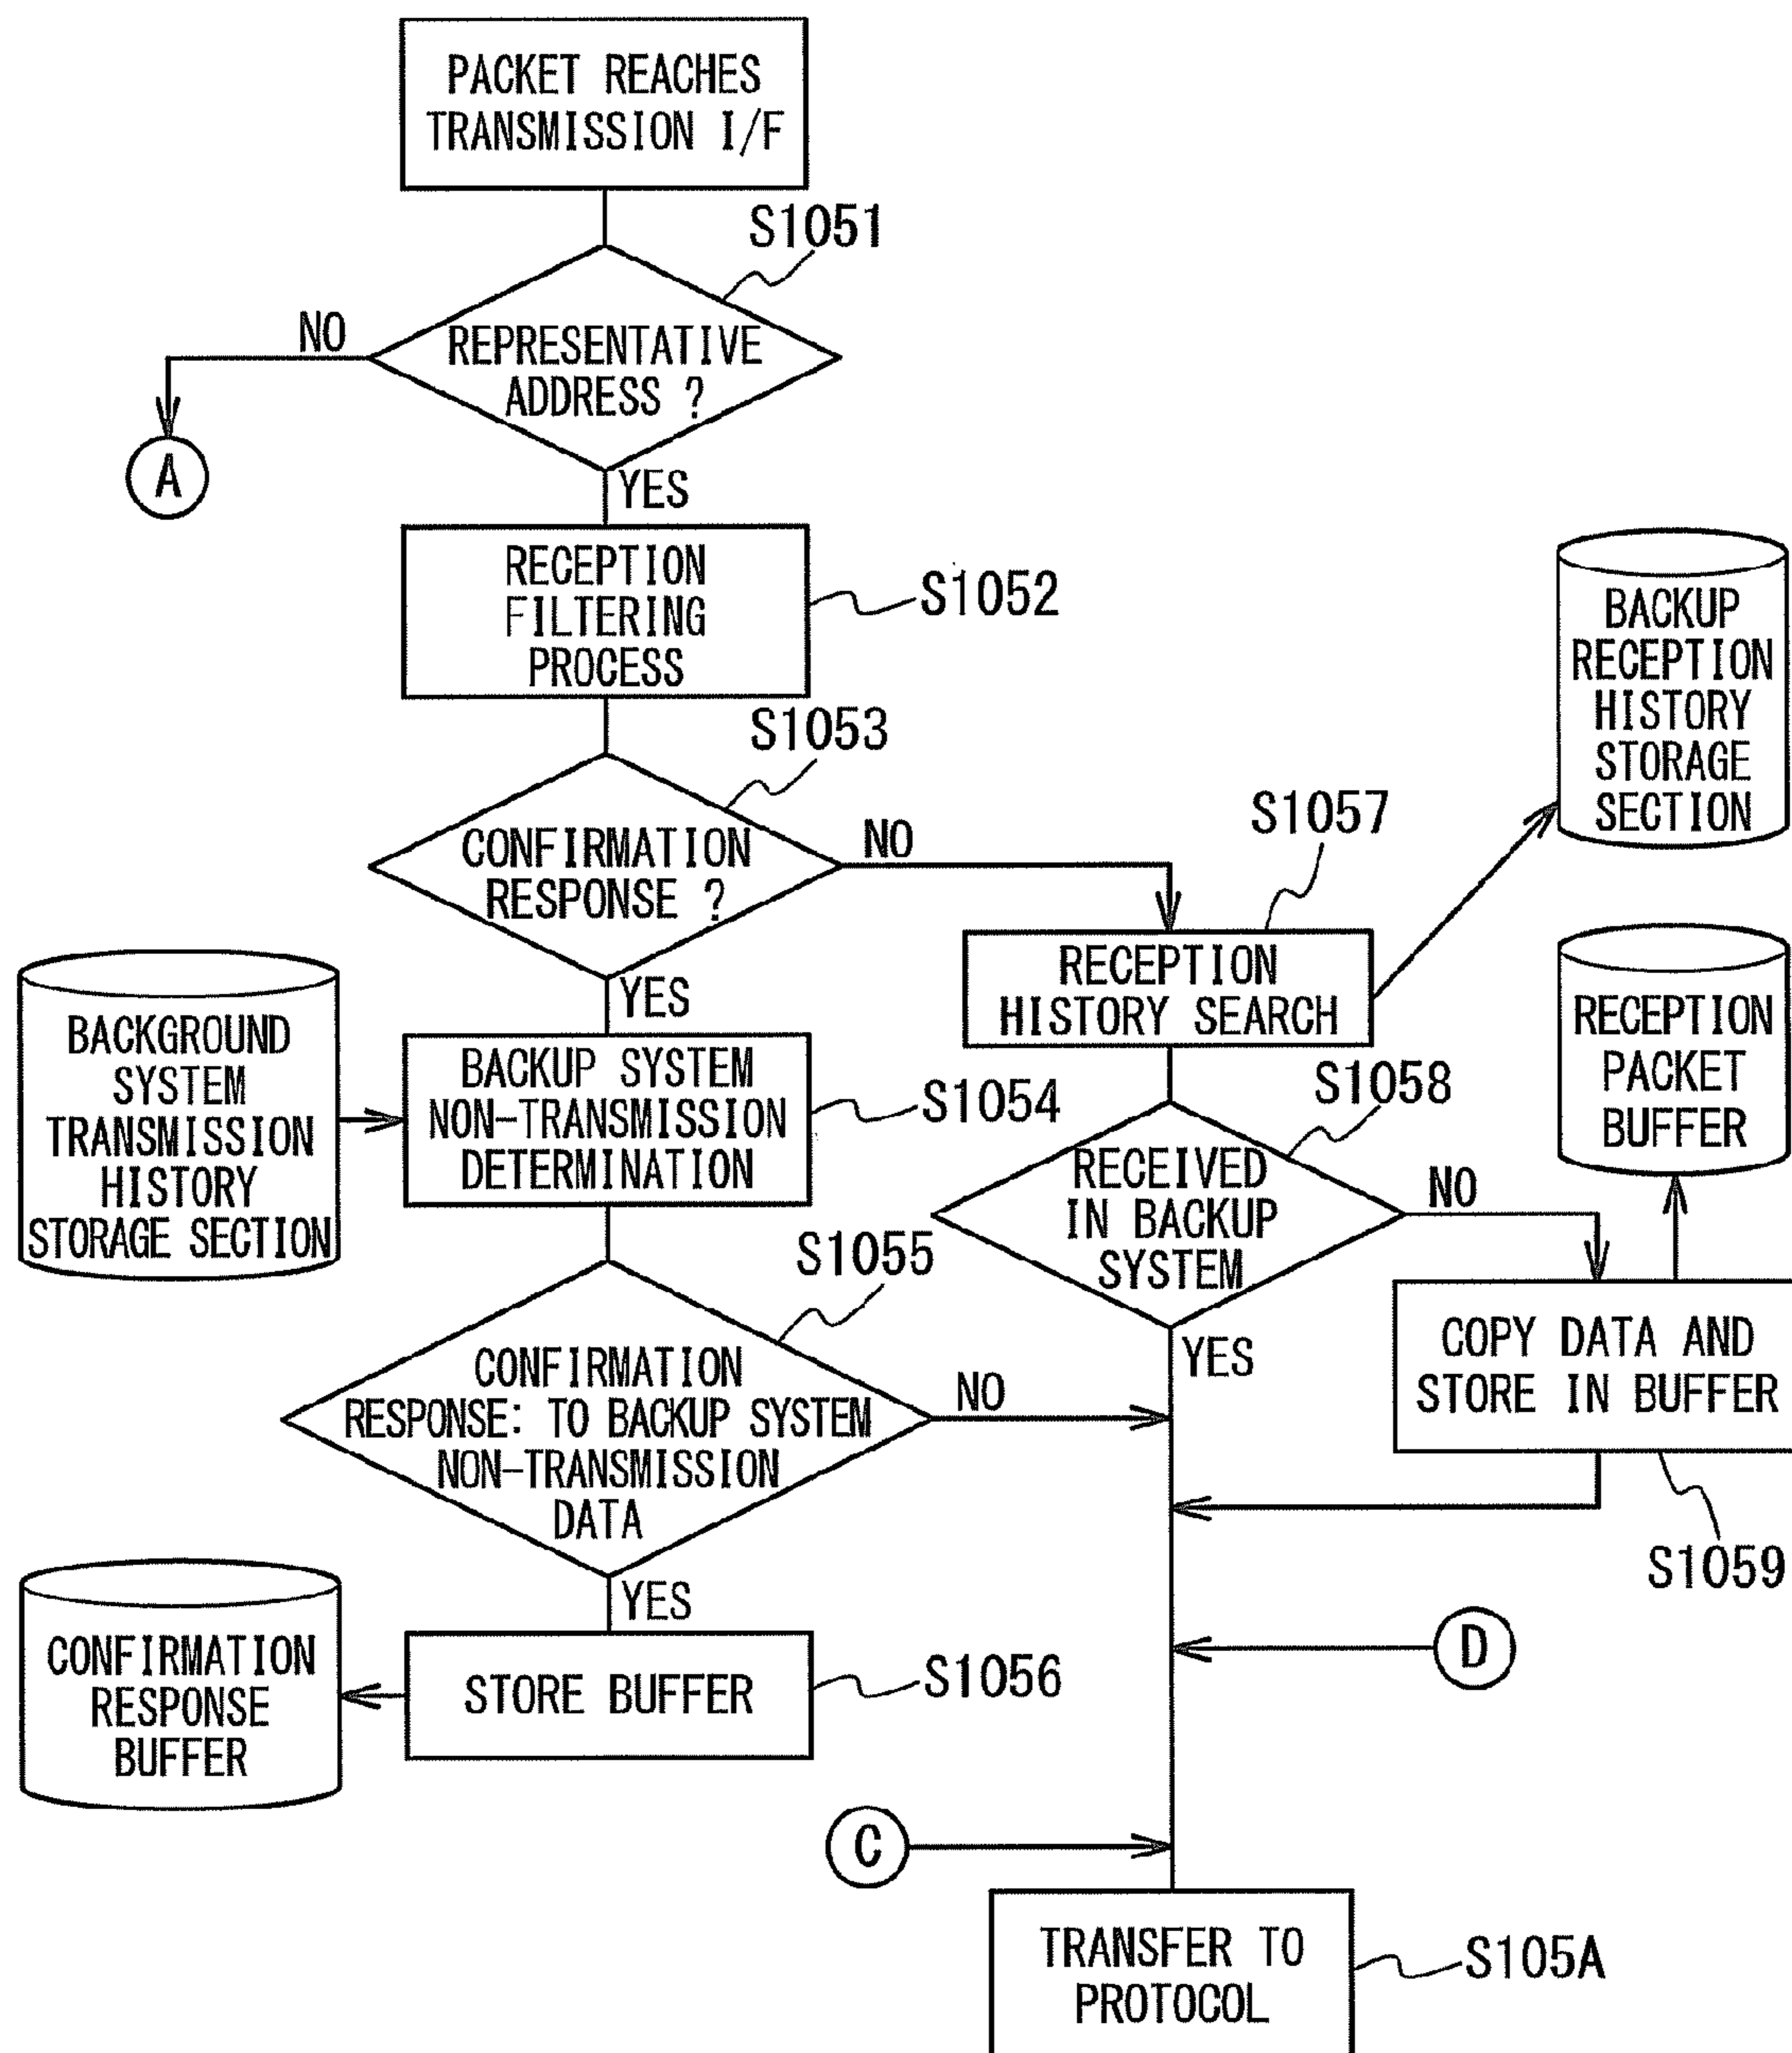 PACKET REACHES
TRANSMISSION I/F
S1051
NO
REPRESENTATIVE
ADDRESS ?
A
YES
RECEPTION
FILTERING
PROCESS
S1052
BACKUP
RECEPTION
HISTORY
STORAGE
SECTION
S1053
CONFIRMATION
RESPONSE ?
NO
S1057
YES
RECEPTION
HISTORY SEARCH
RECEPTION
PACKET
BUFFER
BACKGROUND
SYSTEM
TRANSMISSION
HISTORY
STORAGE SECTION
BACKUP SYSTEM
NON-TRANSMISSION
DETERMINATION
S1054
S1058
RECEIVED
IN BACKUP
SYSTEM
NO
YES
S1055
CONFIRMATION
RESPONSE: TO BACKUP SYSTEM
NON-TRANSMISSION
DATA
NO
COPY DATA AND
STORE IN BUFFER
S1059
YES
CONFIRMATION
RESPONSE
BUFFER
STORE BUFFER
S1056
D
C
TRANSFER TO
PROTOCOL
S105A